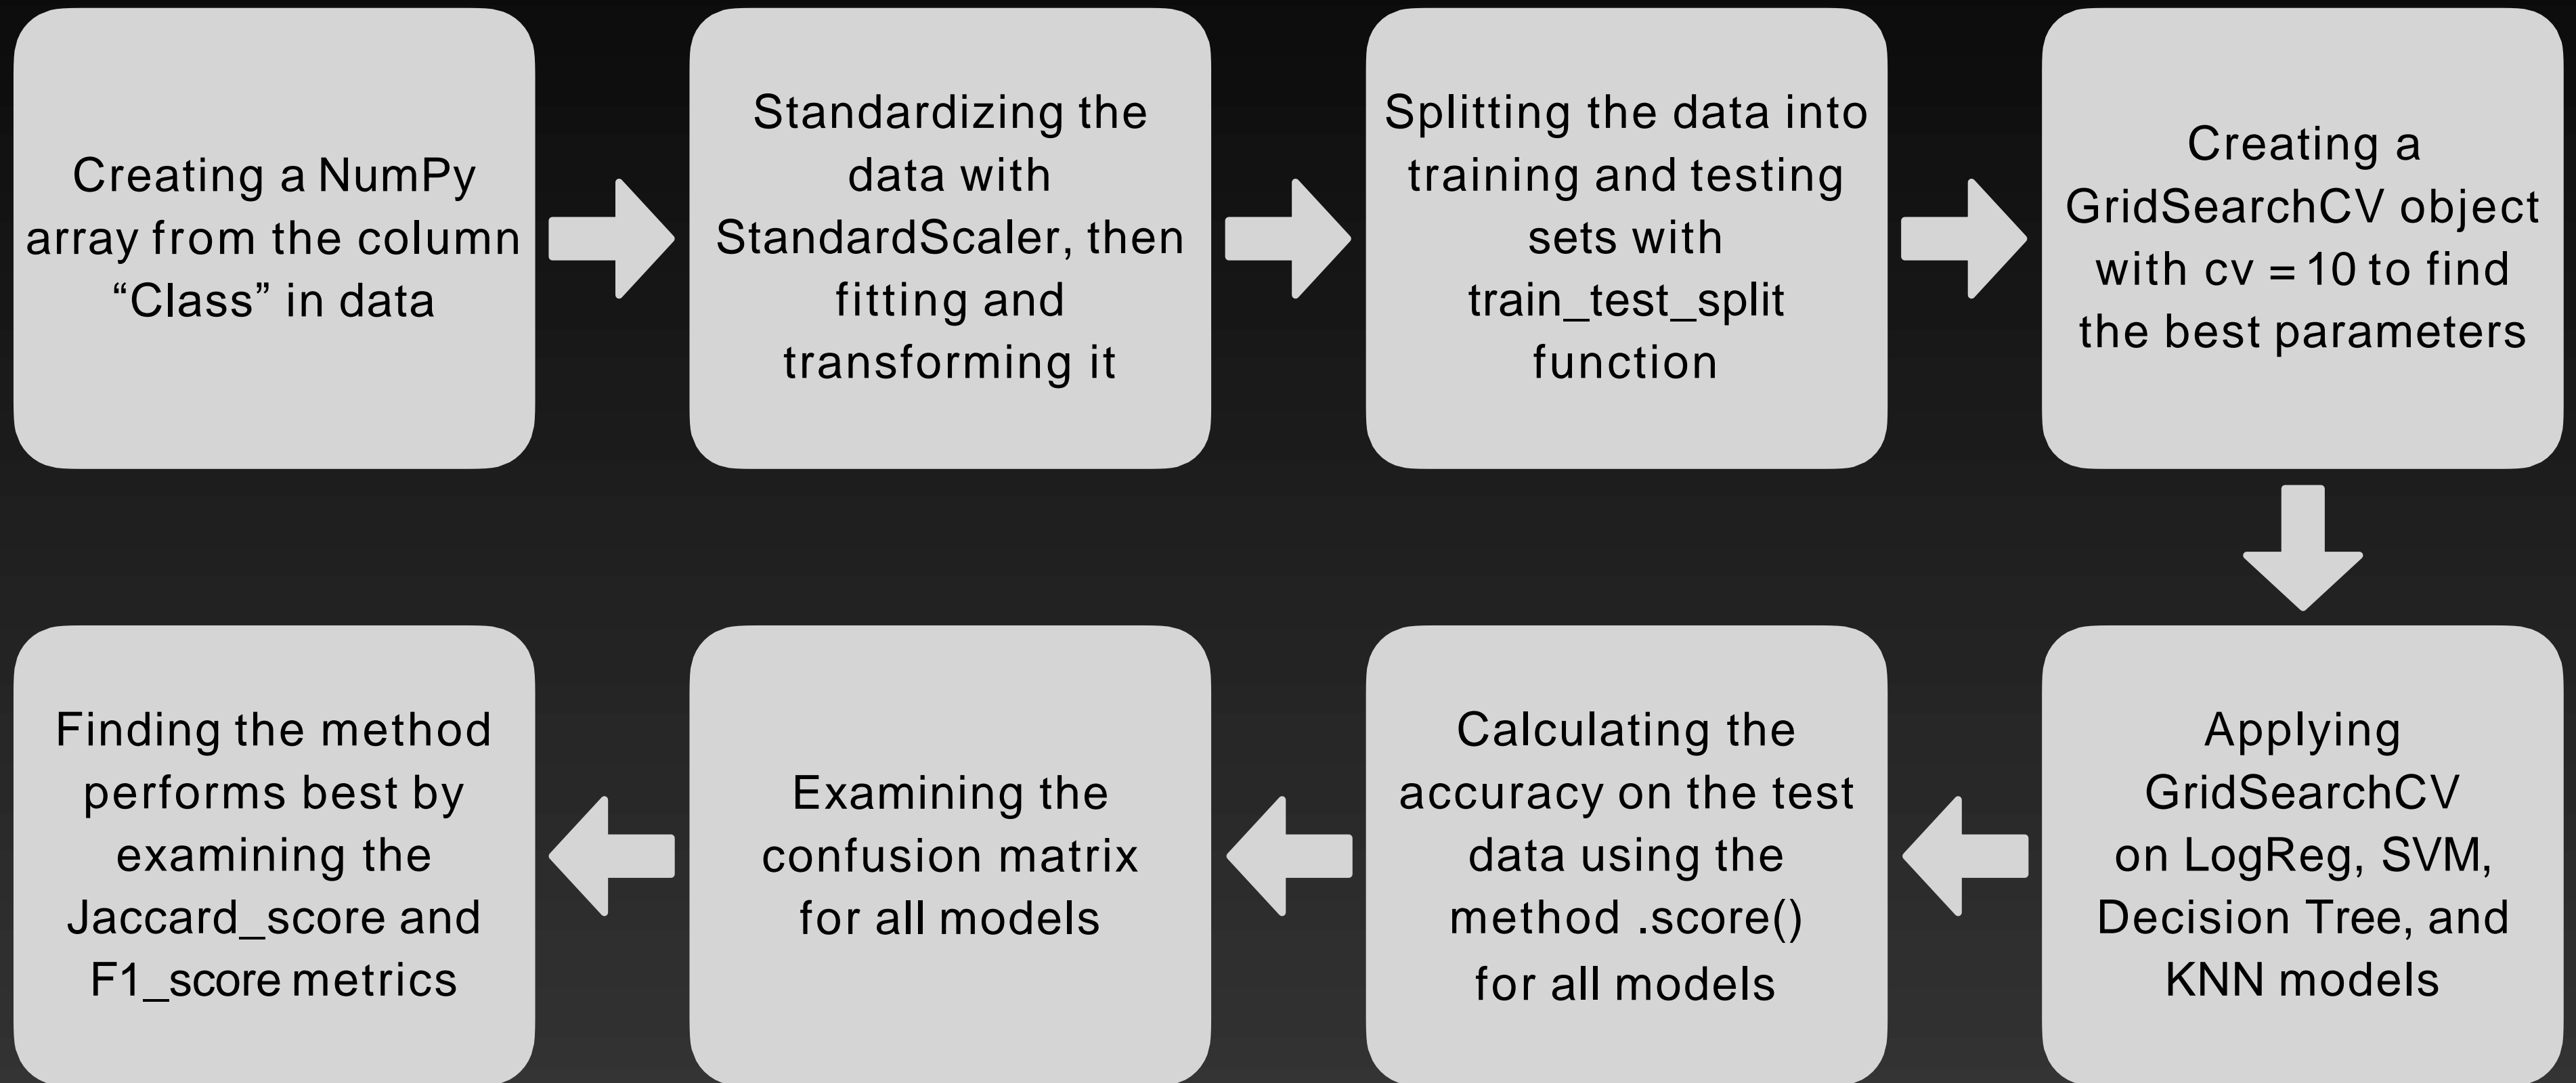 Creating a NumPy
array from the column
“Class” in data
Standardizing the
data with
StandardScaler, then
fitting and
transforming it
Splitting the data into
training and testing
sets with
train_test_split
function
Creating a
GridSearchCV object
with cv = 10 to find
the best parameters
Applying
GridSearchCV
on LogReg, SVM,
Decision Tree, and
KNN models
Calculating the
accuracy on the test
data using the
method .score()
for all models
Examining the
confusion matrix
for all models
Finding the method
performs best by
examining the
Jaccard_score and
F1_score metrics